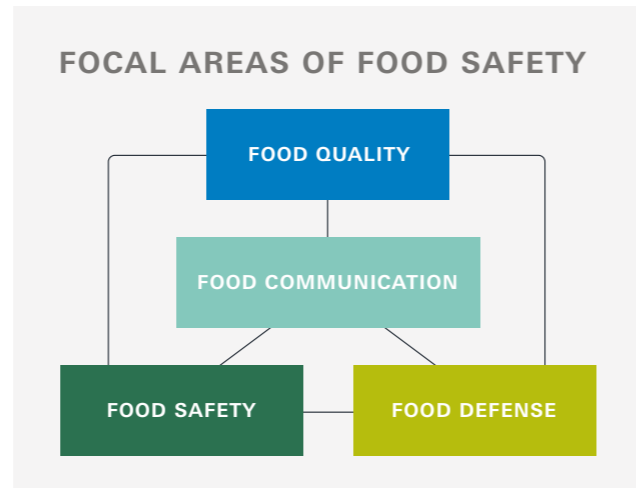 FOCAL AREAS OF FOOD SAFETY
FOOD QUALITY
FOOD COMMUNICATION
FOOD SAFETY
FOOD DEFENSE